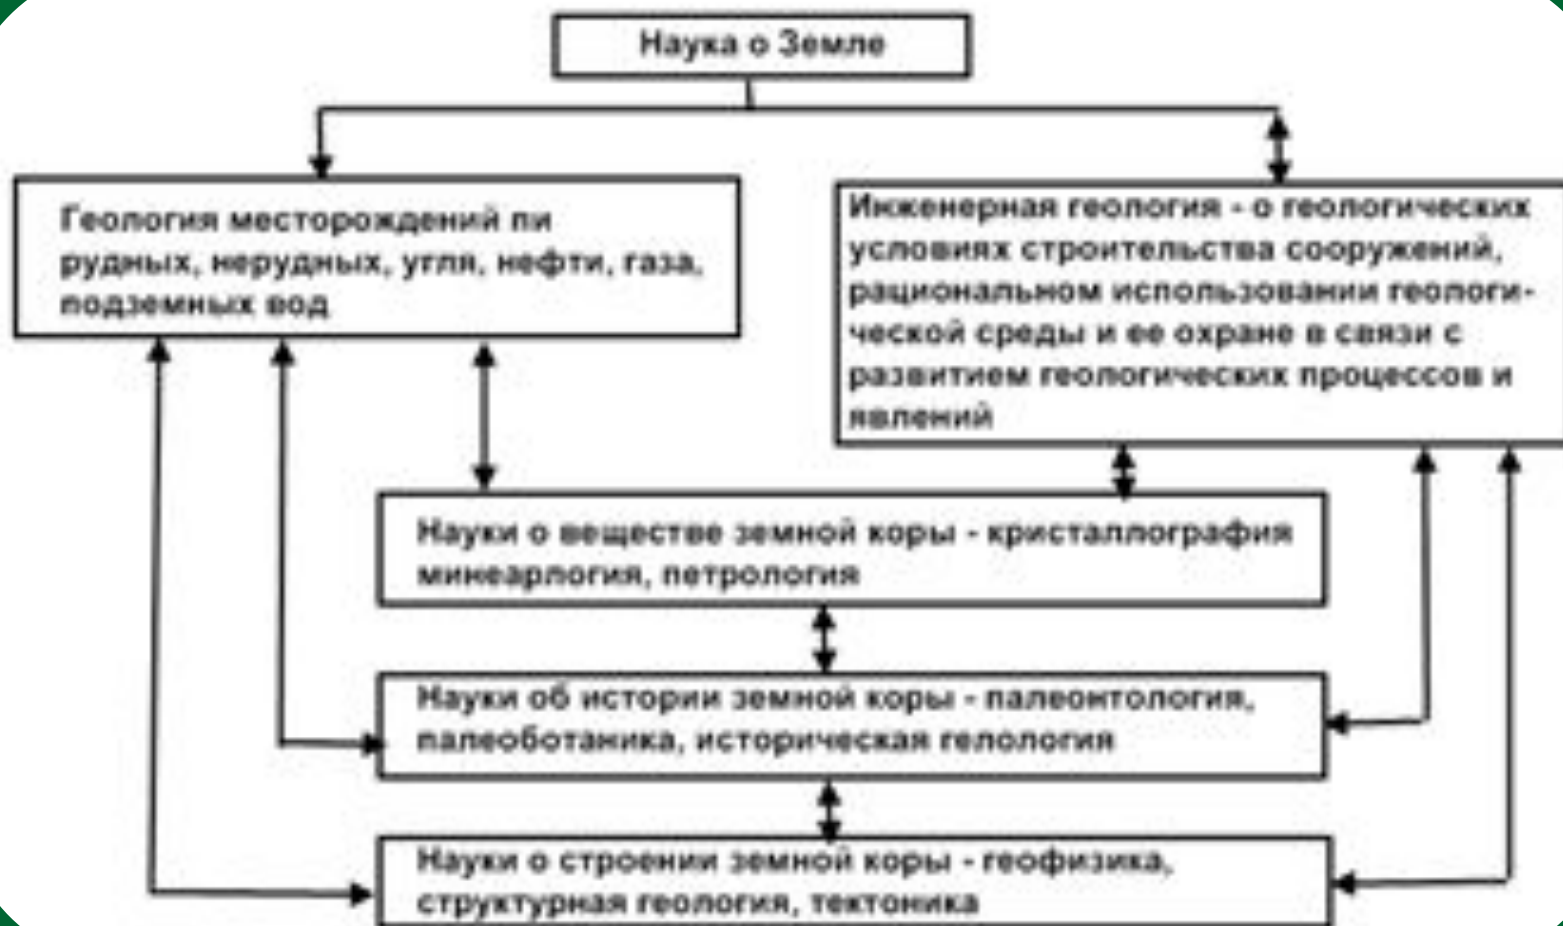 Наука о Земле
Геология месторождений пи
рудных, нерудных, угля, нефти, газа,
подземных вод
Инженерная геология - о геологических
условиях строительства сооружений,
рациональном использовании геологи-
ческой среды и ее охране в связи с
развитием геологических процессов и
явлений
Науки о веществе земной коры - кристаллография
минеарлогия, петрология
Науки об истории земной коры - палеонтология,
палеоботаника, историческая гелология
Науки о строении земной коры - геофизика,
структурная геология, тектоника